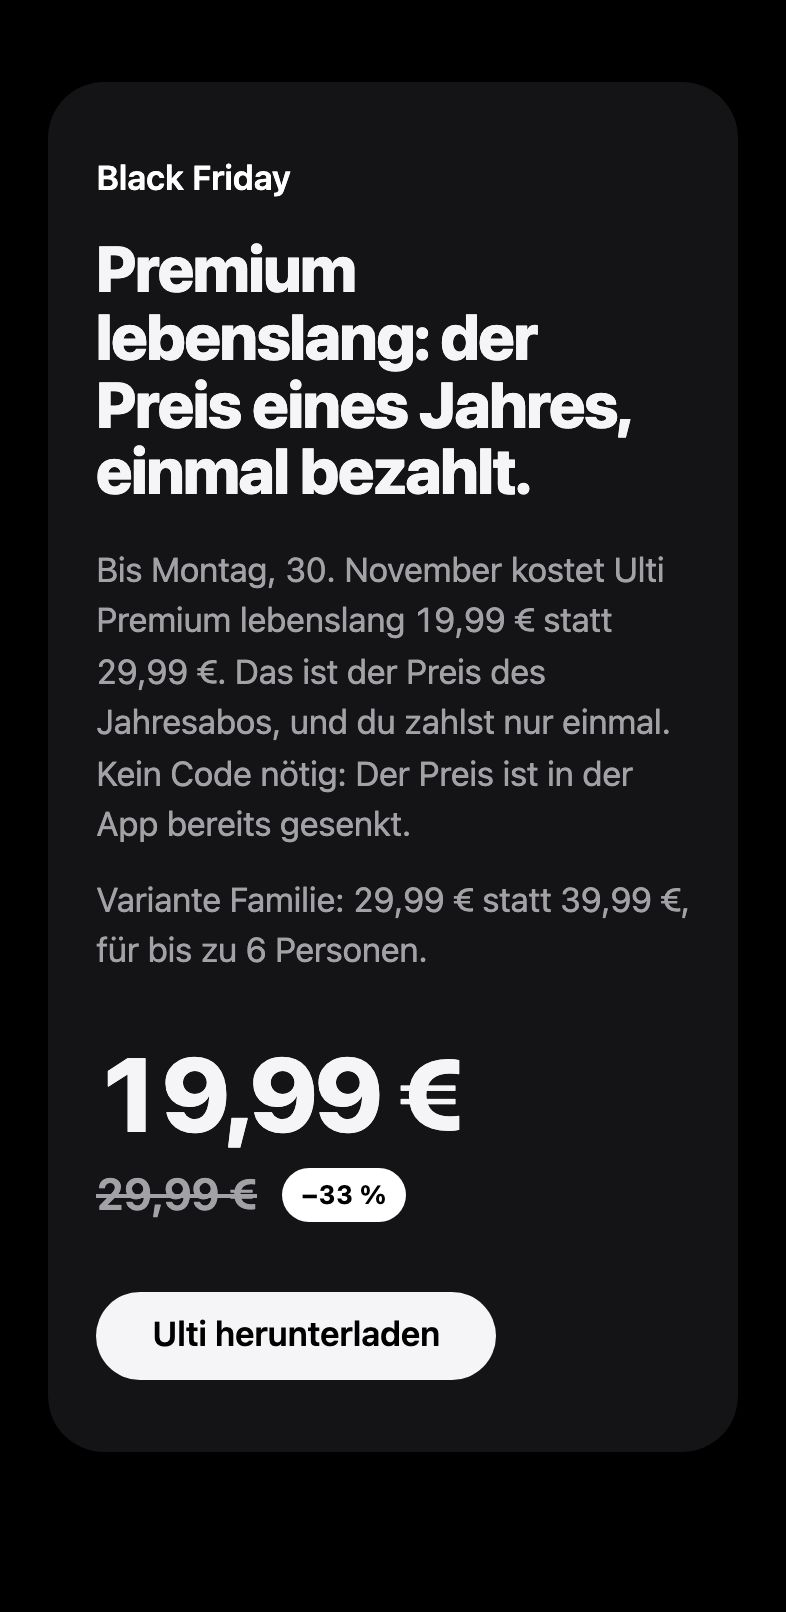 Black Friday
Premium
lebenslang: der
Preis eines Jahres,
einmal bezahlt.
Bis Montag, 30. November kostet Ulti
Premium lebenslang 19,99 € statt
29,99 €. Das ist der Preis des
Jahresabos, und du zahlst nur einmal.
Kein Code nötig: Der Preis ist in der
App bereits gesenkt.
Variante Familie: 29,99 € statt 39,99 €,
für bis zu 6 Personen.
19,99 €
29,99 € −33 %
Ulti herunterladen